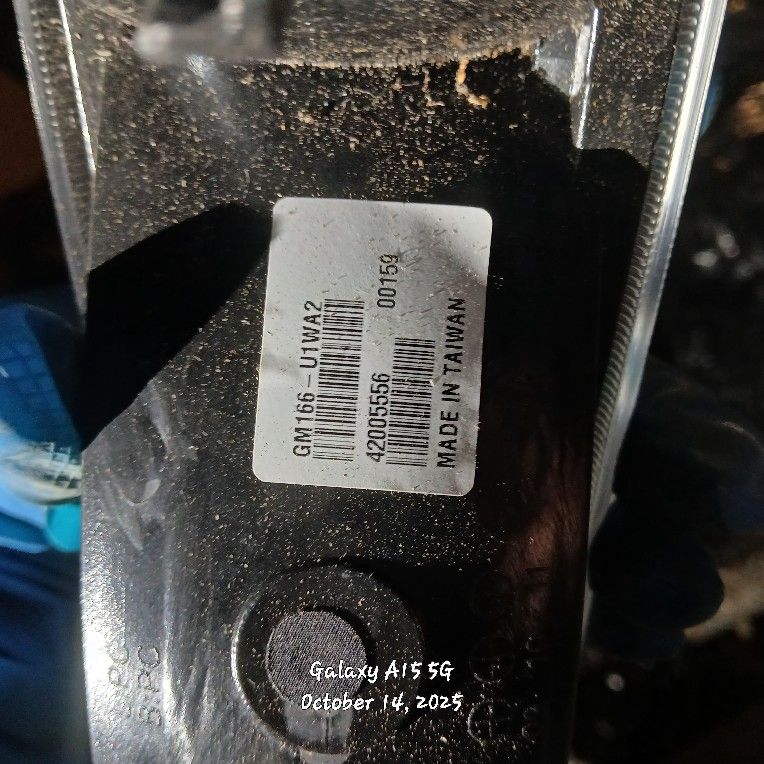 GM166-U1WA2
42005556
00159
MADE IN TAIWAN
Galaxy A15 5G
October 14, 2025